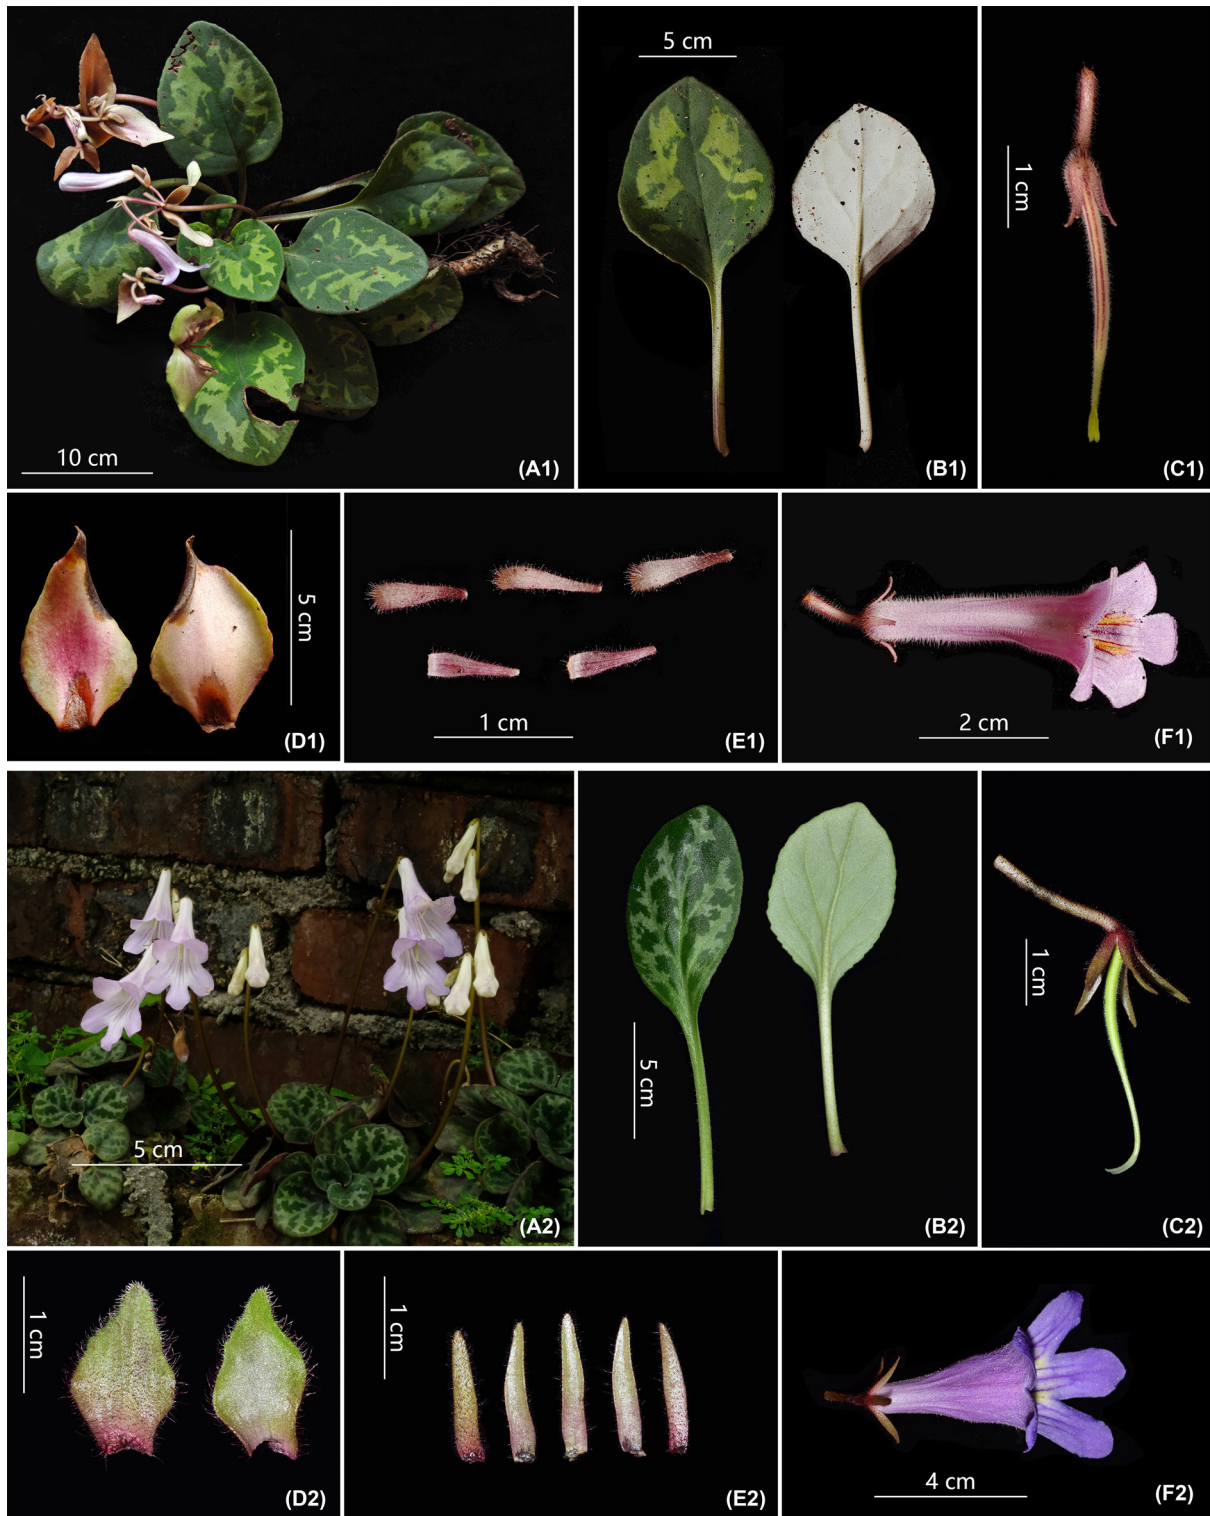 5 cm
1 cm
10 cm
(A1)
(B1)
(C1)
5 cm
(D1)
1 cm
(E1)
2 cm
(F1)
5 cm
(A2)
5 cm
(B2)
1 cm
(C2)
1 cm
(D2)
1 cm
(E2)
4 cm
(F2)